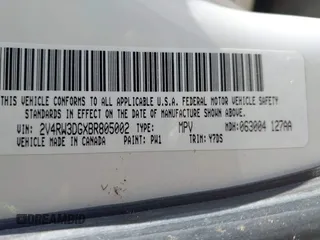 THIS VEHICLE CONFORMS TO ALL APPLICABLE U.S.A. FEDERAL MOTOR VEHICLE SAFETY
STANDARDS IN EFFECT ON THE DATE OF MANUFACTURE SHOWN ABOVE.
VIN: 2V4RW3DGXBR805002 TYPE: MPV MDH: 063004 127AA
MADE IN CANADA PAINT: PW1 TRIM: Y7DS
DREAMBID